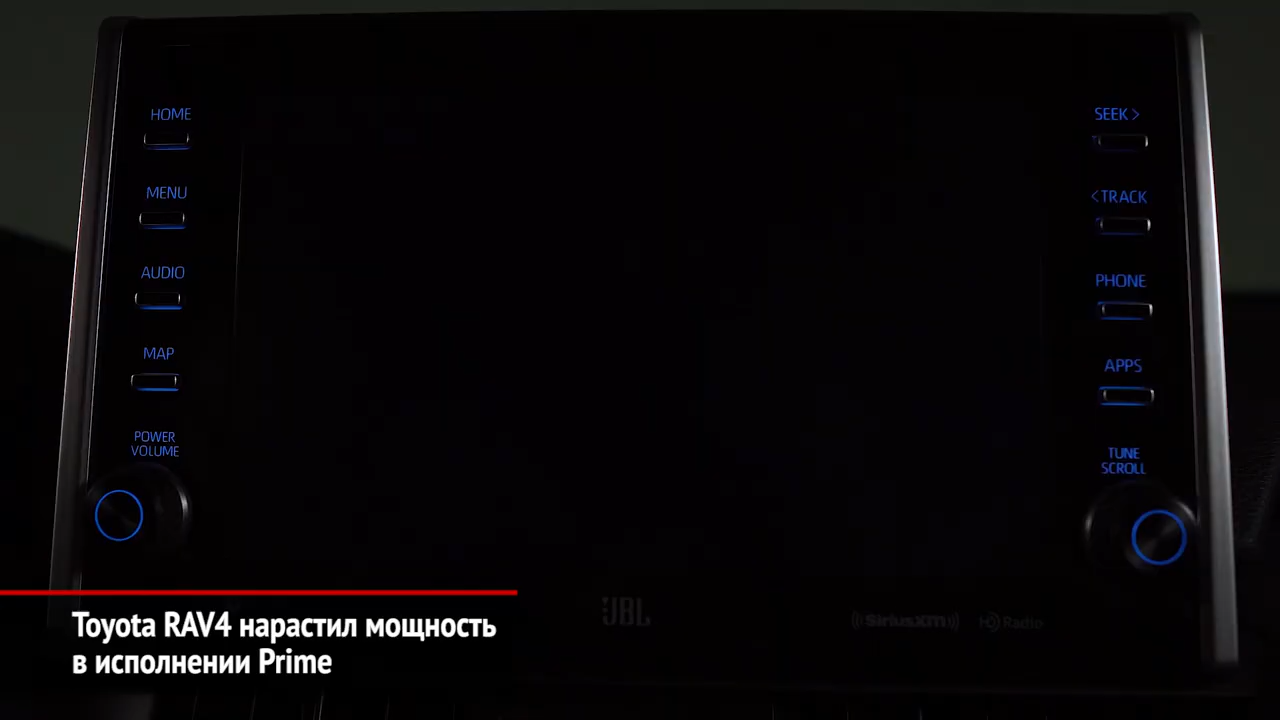 HOME
SEEK >
MENU
< TRACK
AUDIO
PHONE
MAP
APPS
POWER
VOLUME
TUNE
SCROLL
JBL
((SiriusXM))
HD Radio
Toyota RAV4 нарастил мощность
в исполнении Prime